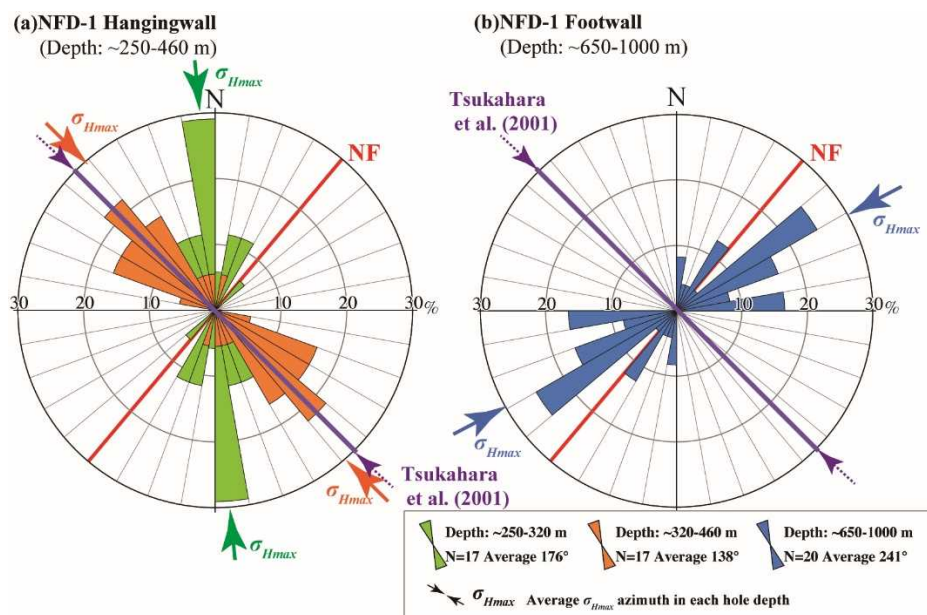 (a)NFD-1 Hangingwall
(Depth: ~250-460 m)
σHmax
N
σHmax
NF
30 20 10 10 20 30%
Tsukahara
et al. (2001)
σHmax
σHmax
(b)NFD-1 Footwall
(Depth: ~650-1000 m)
Tsukahara
et al. (2001)
N
NF
σHmax
30 20 10 10 20 30%
σHmax
Depth: ~250-320 m
N=17 Average 176°
Depth: ~320-460 m
N=17 Average 138°
Depth: ~650-1000 m
N=20 Average 241°
σHmax Average σHmax azimuth in each hole depth